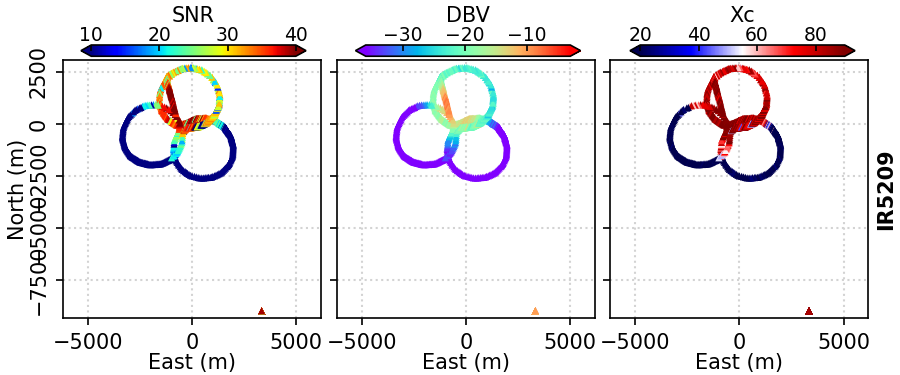 SNR DBV Xc
10 20 30 40 −30 −20 −10 20 40 60 80
2500
0
−2500
−5000
−7500
North (m)
−5000 0 5000 −5000 0 5000 −5000 0 5000
East (m) East (m) East (m)
IR5209